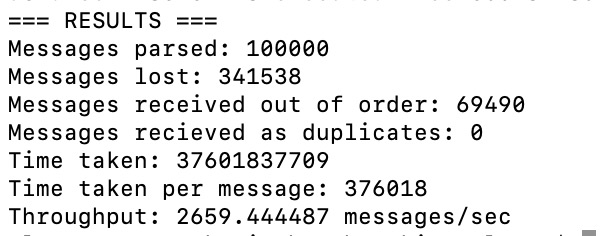 === RESULTS ===
Messages parsed: 100000
Messages lost: 341538
Messages received out of order: 69490
Messages recieved as duplicates: 0
Time taken: 37601837709
Time taken per message: 376018
Throughput: 2659.444487 messages/sec